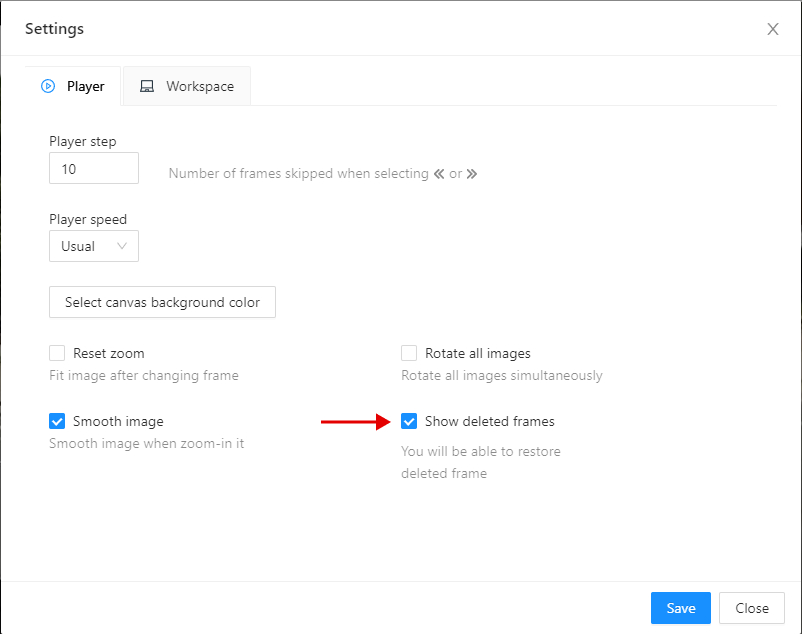 Settings
Player
Workspace
Player step
10
Number of frames skipped when selecting « or »
Player speed
Usual
Select canvas background color
Reset zoom
Fit image after changing frame
Rotate all images
Rotate all images simultaneously
Smooth image
Smooth image when zoom-in it
Show deleted frames
You will be able to restore
deleted frame
Save
Close